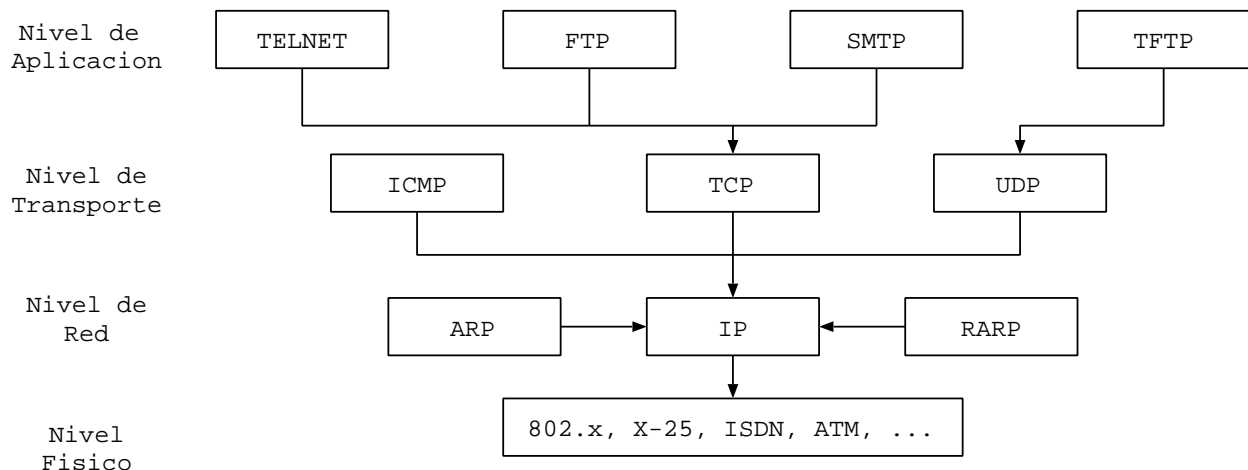 Nivel de
Aplicacion
TELNET
FTP
SMTP
TFTP
Nivel de
Transporte
ICMP
TCP
UDP
Nivel de
Red
ARP
IP
RARP
Nivel
Fisico
802.x, X-25, ISDN, ATM, ...